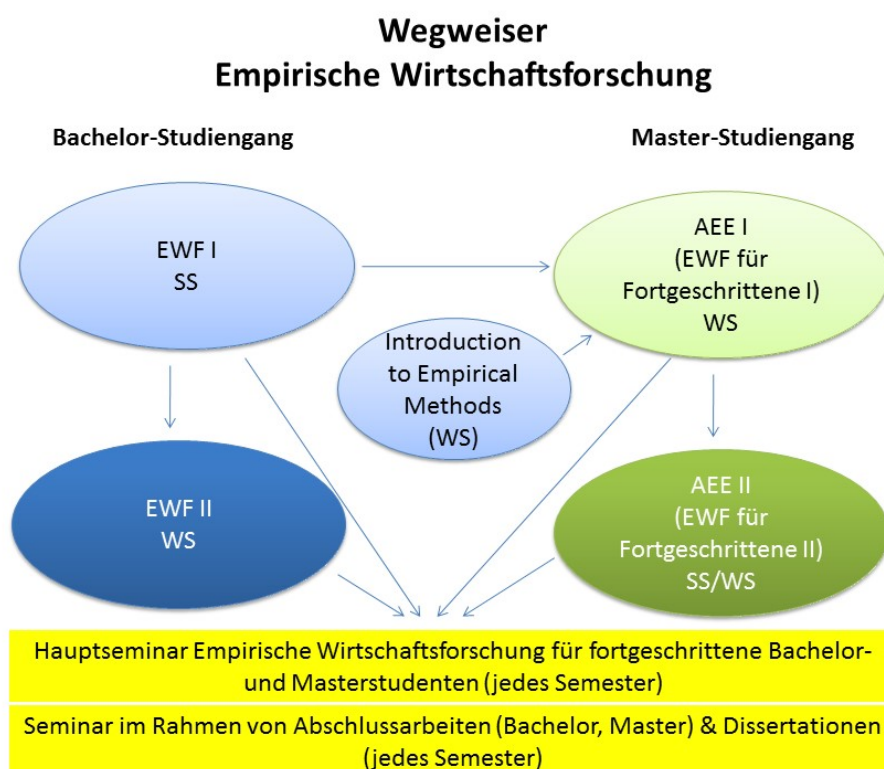 Wegweiser
Empirische Wirtschaftsforschung
Bachelor-Studiengang
Master-Studiengang
EWF I
SS
AEE I
(EWF für
Fortgeschrittene I)
WS
Introduction
to Empirical
Methods
(WS)
EWF II
WS
AEE II
(EWF für
Fortgeschrittene II)
SS/WS
Hauptseminar Empirische Wirtschaftsforschung für fortgeschrittene Bachelor-
und Masterstudenten (jedes Semester)
Seminar im Rahmen von Abschlussarbeiten (Bachelor, Master) & Dissertationen
(jedes Semester)